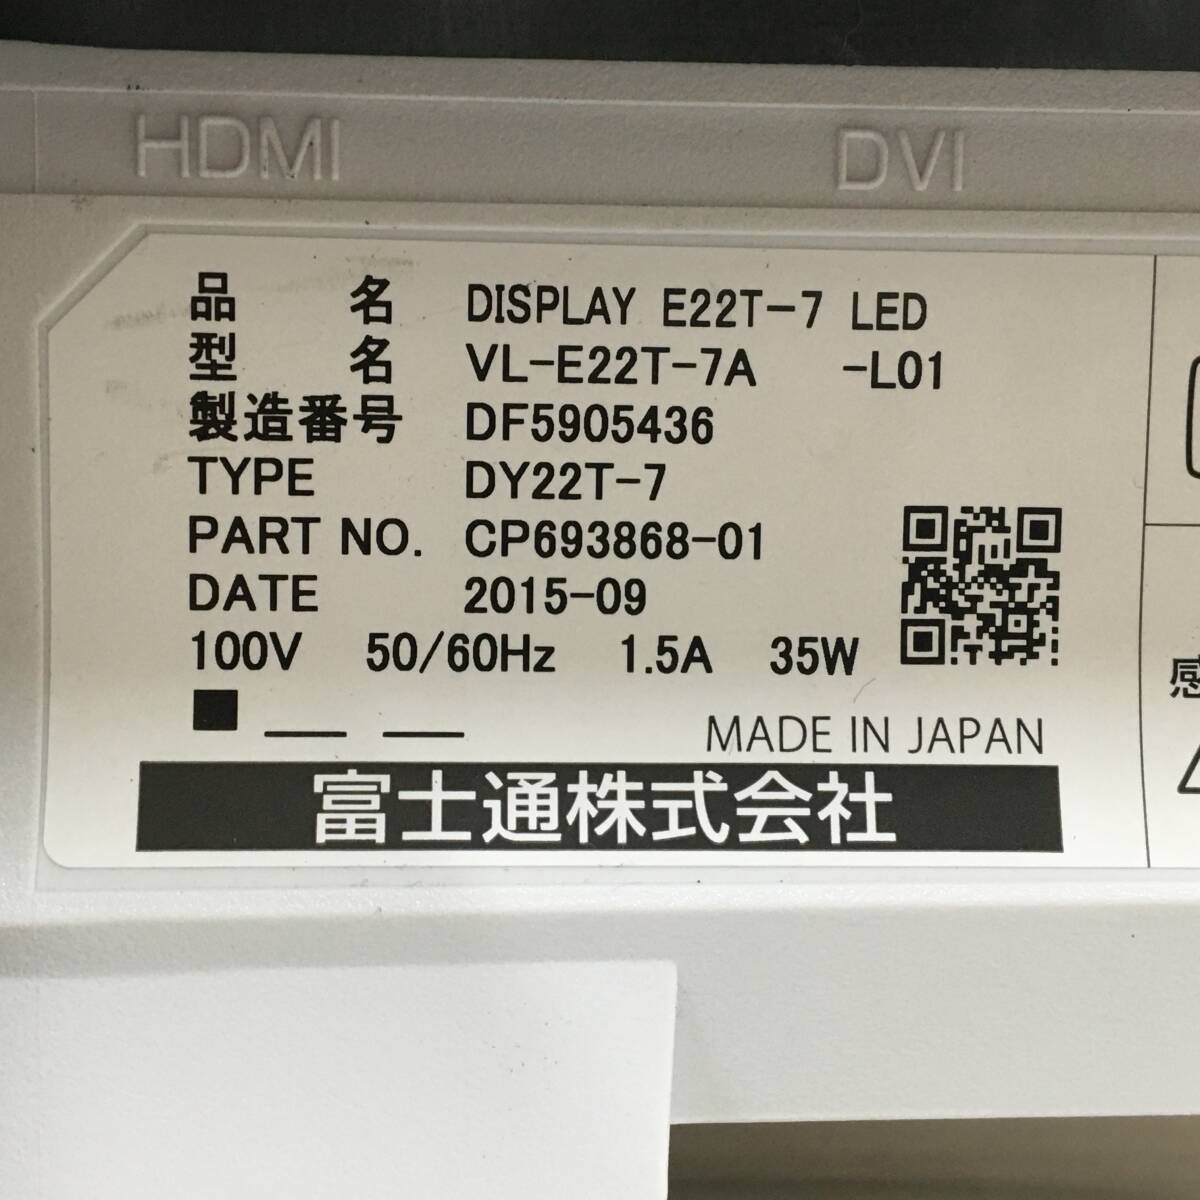 HDMI DVI
品名 DISPLAY E22T-7 LED
型名 VL-E22T-7A -L01
製造番号 DF5905436
TYPE DY22T-7
PART NO. CP693868-01
DATE 2015-09
100V 50/60Hz 1.5A 35W
MADE IN JAPAN
富士通株式会社
感